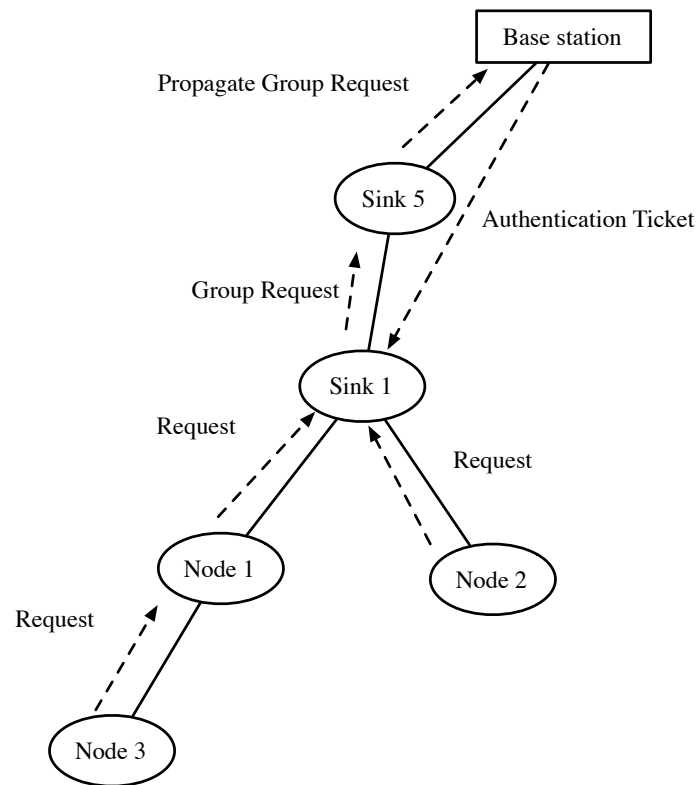 Base station
Propagate Group Request
Sink 5
Authentication Ticket
Group Request
Sink 1
Request
Request
Node 1
Node 2
Request
Node 3